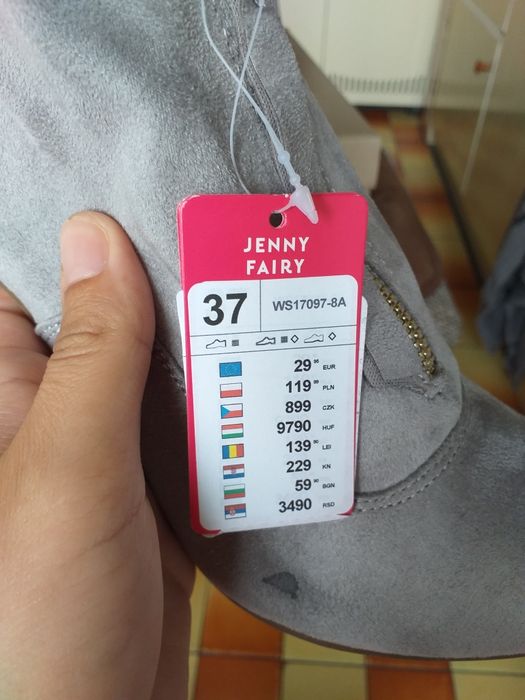 JENNY
FAIRY
37 WS17097-8A
29 95 EUR
119 99 PLN
899 CZK
9790 HUF
139 90 LEI
229 KN
59 90 BGN
3490 RSD